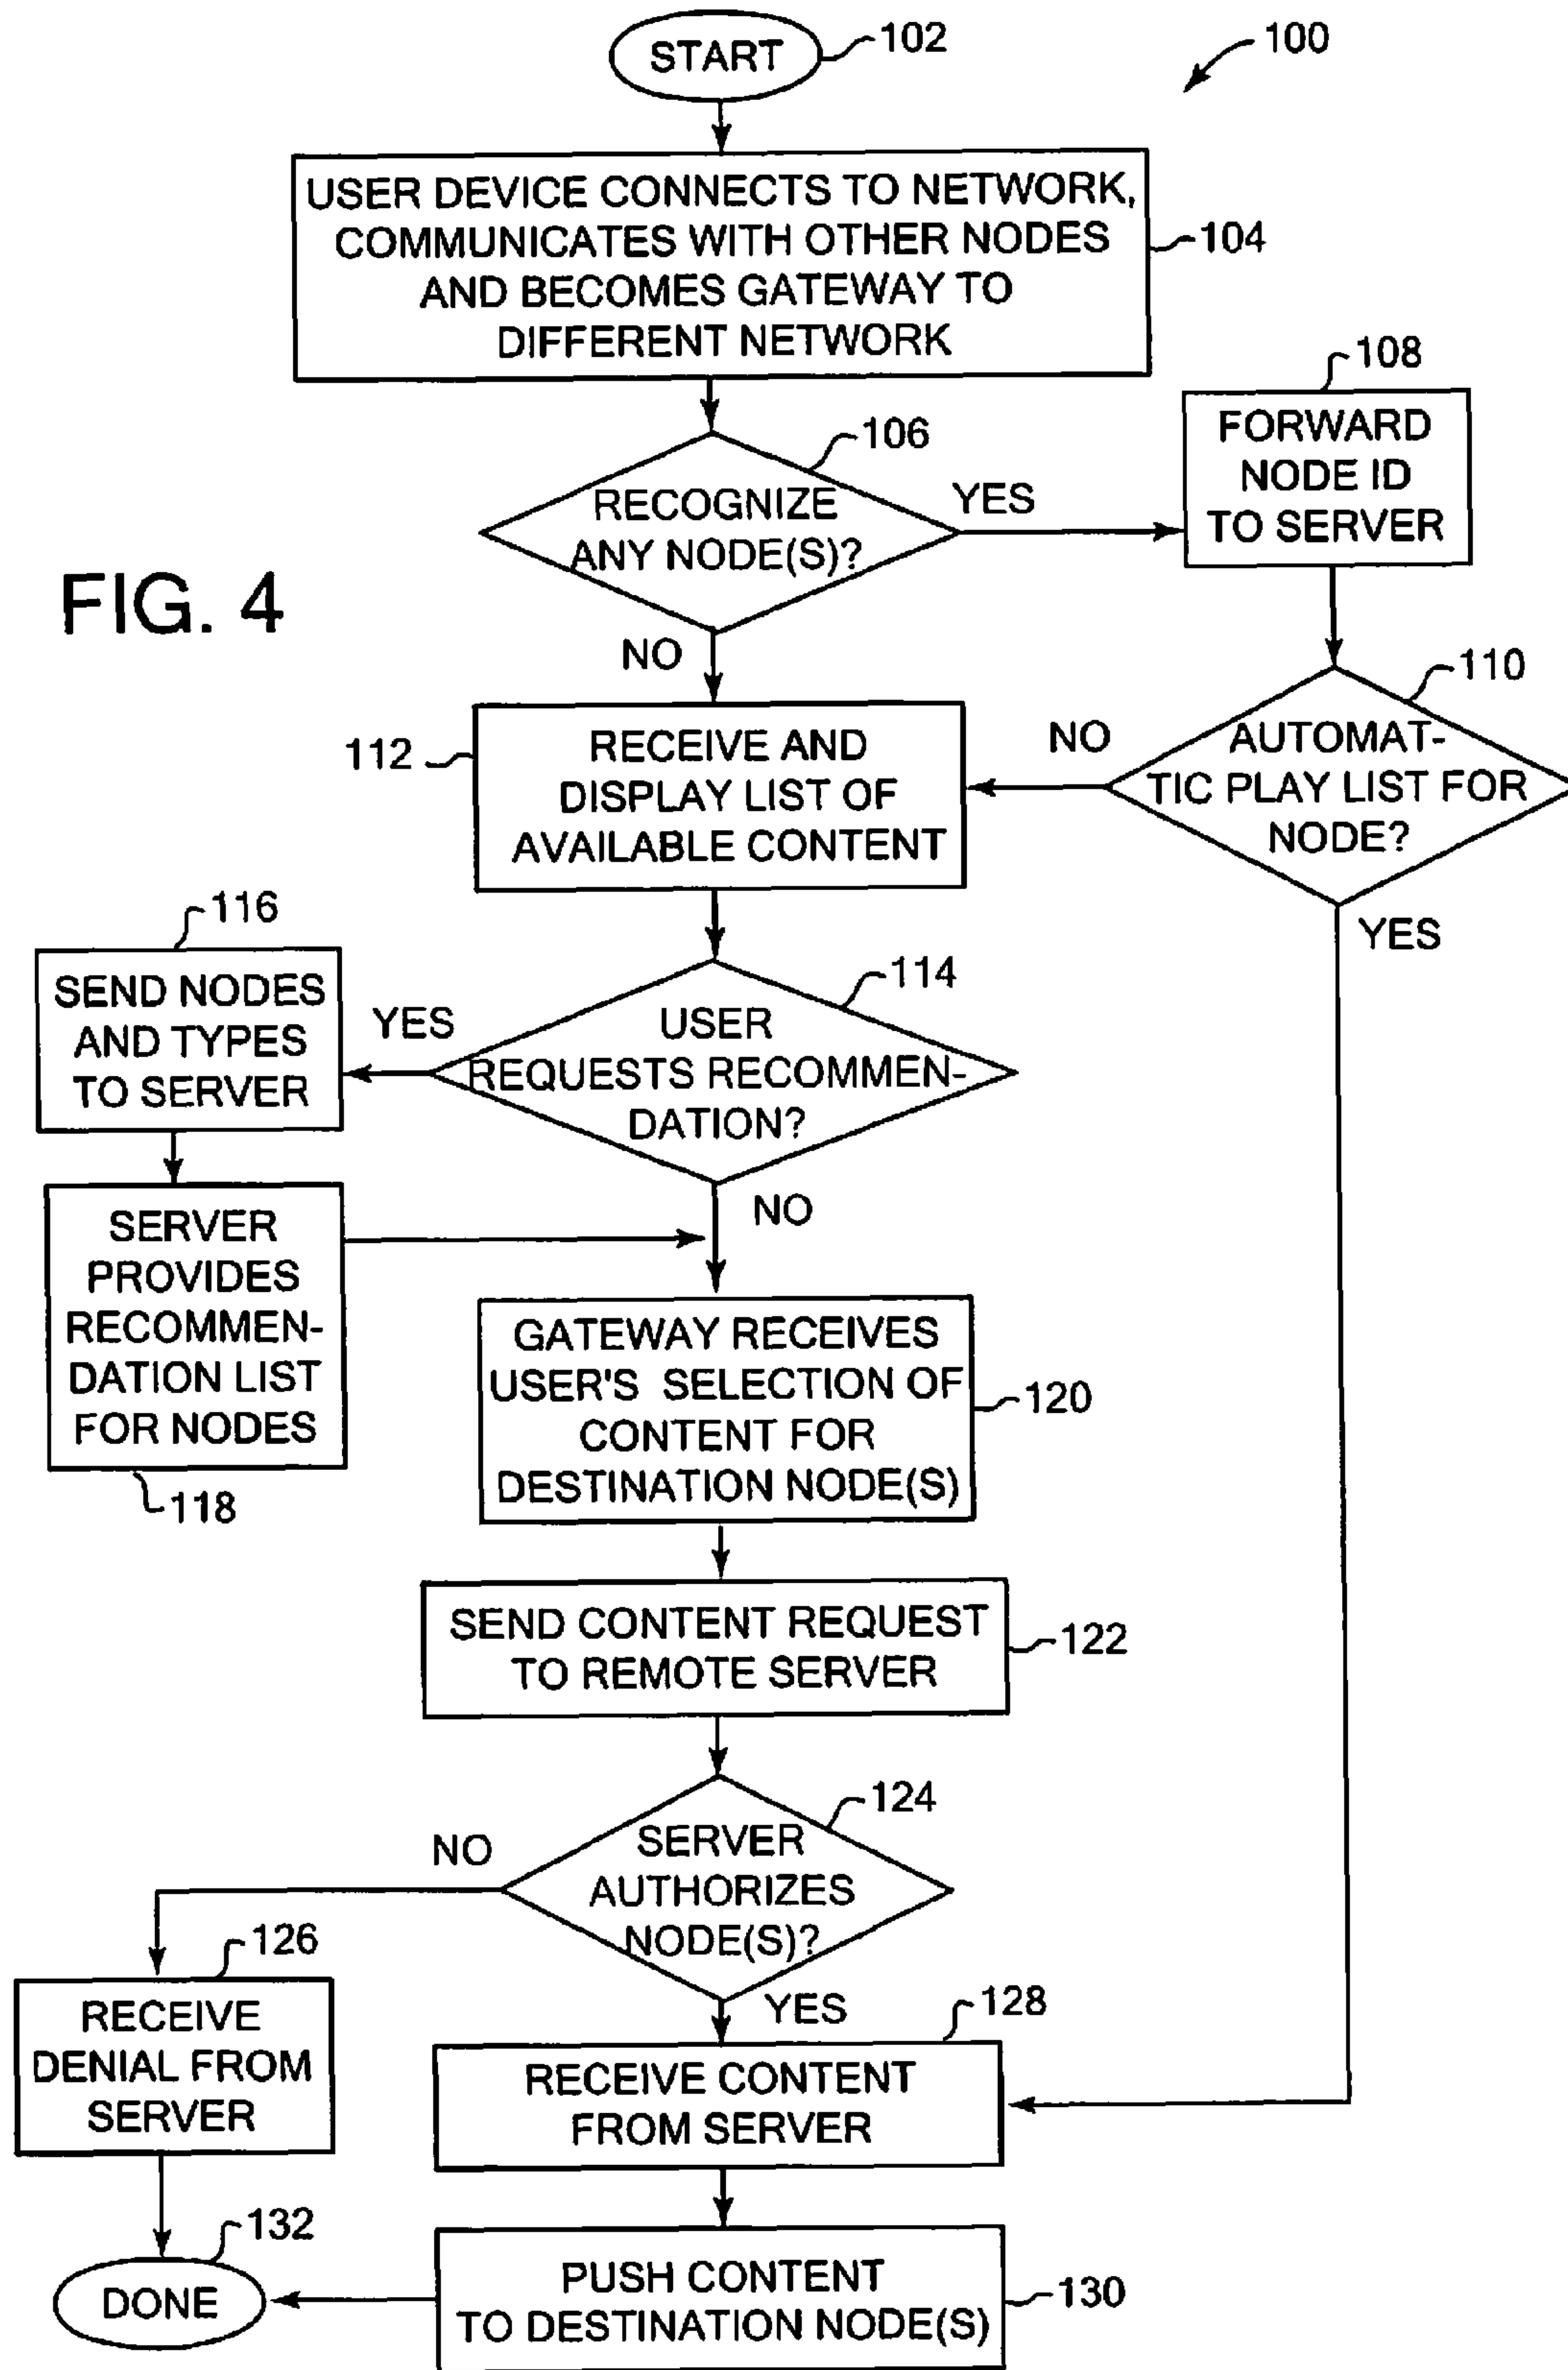 START
102
100
USER DEVICE CONNECTS TO NETWORK,
COMMUNICATES WITH OTHER NODES
AND BECOMES GATEWAY TO
DIFFERENT NETWORK
104
106
RECOGNIZE
ANY NODE(S)?
YES
NO
108
FORWARD
NODE ID
TO SERVER
FIG. 4
110
AUTOMAT-
TIC PLAY LIST FOR
NODE?
NO
YES
112
RECEIVE AND
DISPLAY LIST OF
AVAILABLE CONTENT
114
USER
REQUESTS RECOMMEN-
DATION?
YES
NO
116
SEND NODES
AND TYPES
TO SERVER
SERVER
PROVIDES
RECOMMEN-
DATION LIST
FOR NODES
118
GATEWAY RECEIVES
USER'S SELECTION OF
CONTENT FOR
DESTINATION NODE(S)
120
SEND CONTENT REQUEST
TO REMOTE SERVER
122
124
SERVER
AUTHORIZES
NODE(S)?
NO
YES
126
RECEIVE
DENIAL FROM
SERVER
128
RECEIVE CONTENT
FROM SERVER
132
DONE
PUSH CONTENT
TO DESTINATION NODE(S)
130